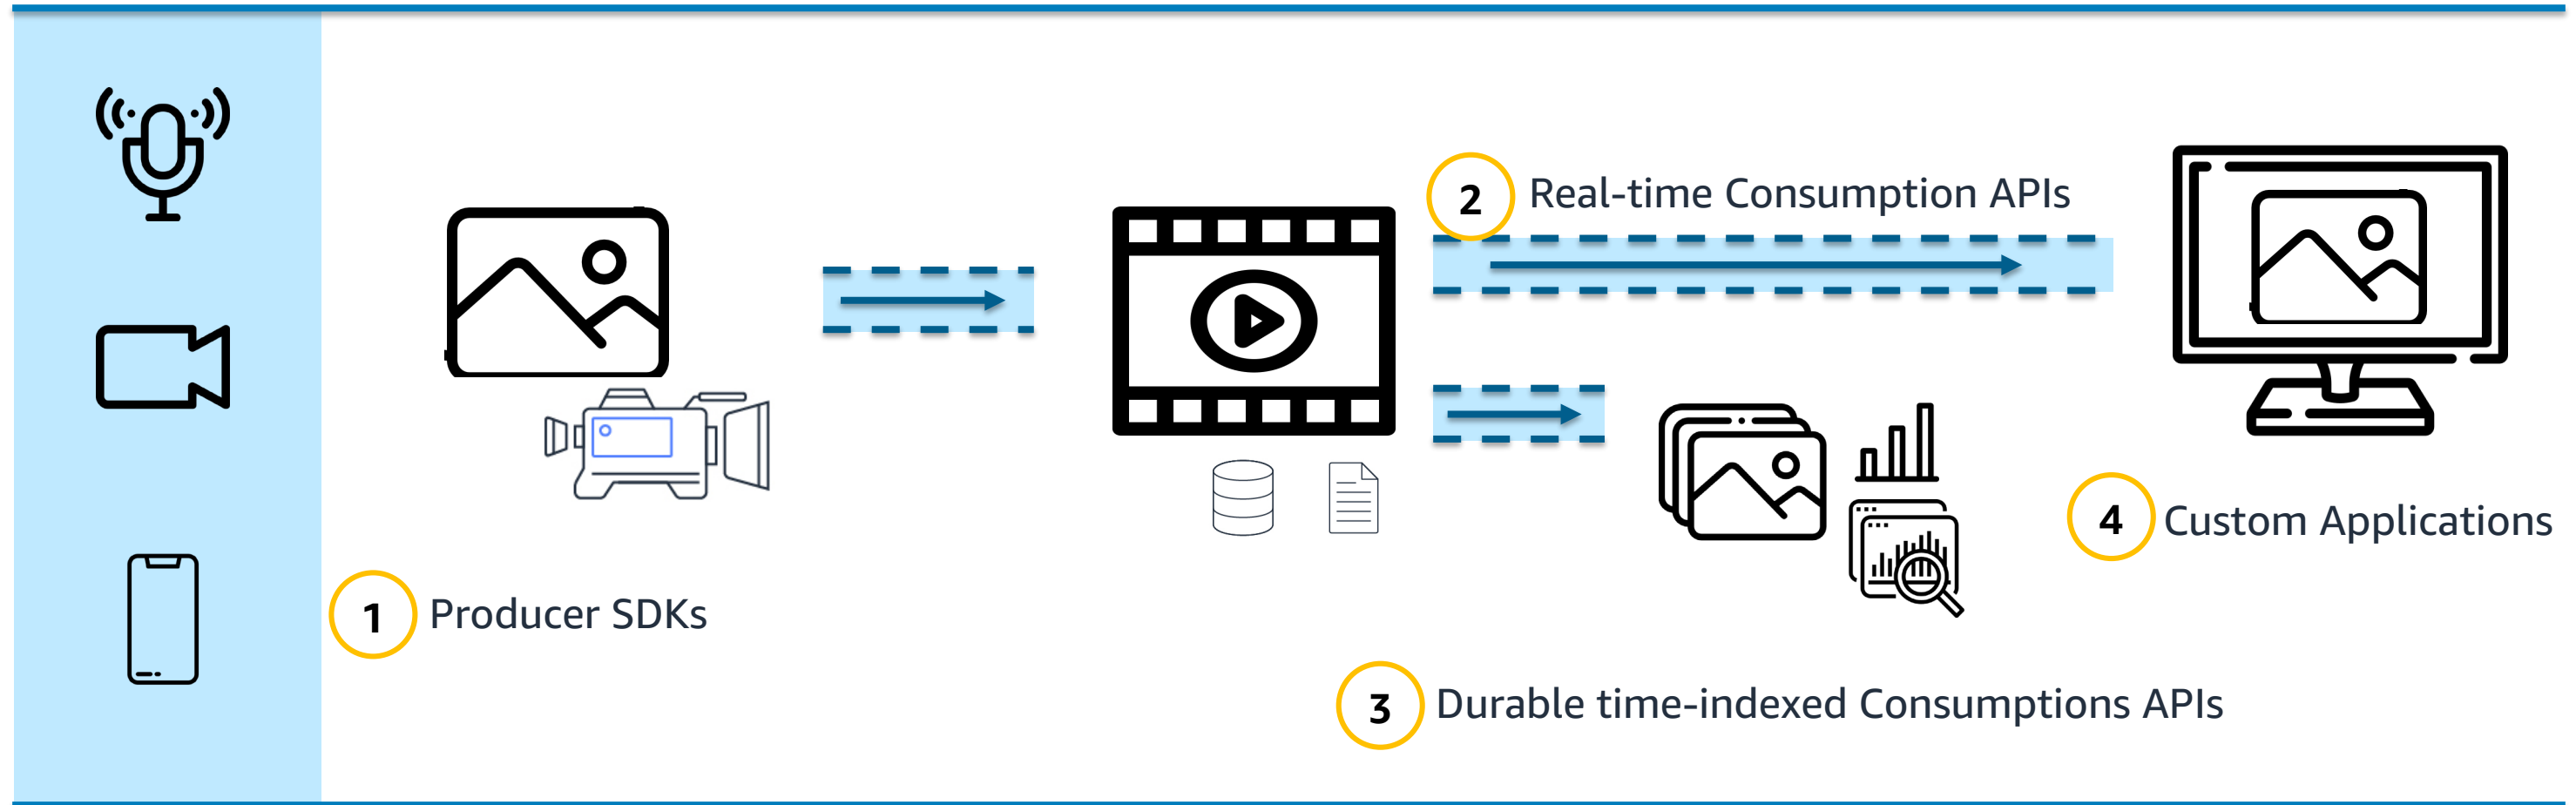 1 Producer SDKs
2 Real-time Consumption APIs
3 Durable time-indexed Consumptions APIs
4 Custom Applications